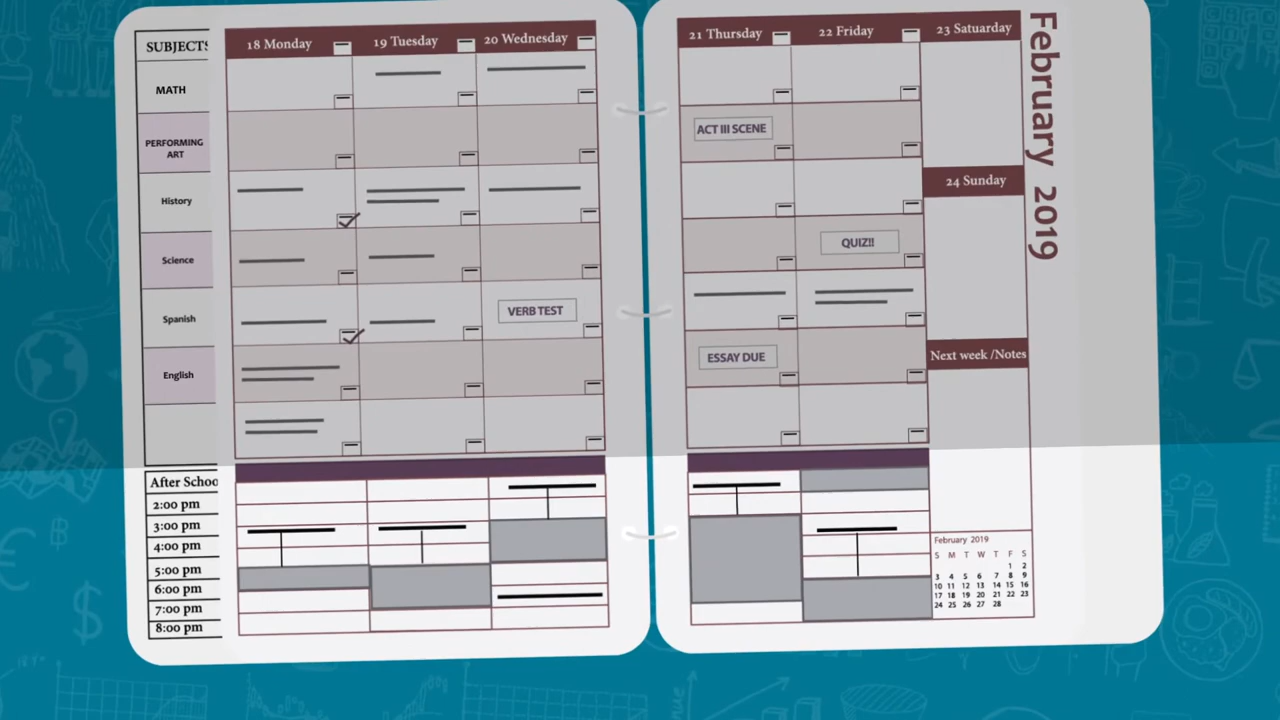 SUBJECTS
18 Monday
19 Tuesday
20 Wednesday
21 Thursday
22 Friday
23 Satuarday
February 2019
MATH
PERFORMING
ART
ACT III SCENE
History
24 Sunday
Science
QUIZ!!
Spanish
VERB TEST
English
ESSAY DUE
Next week /Notes
After Schoo
2:00 pm
3:00 pm
4:00 pm
5:00 pm
6:00 pm
7:00 pm
8:00 pm
February 2019
S M T W T F S
1 2
3 4 5 6 7 8 9
10 11 12 13 14 15 16
17 18 19 20 21 22 23
24 25 26 27 28